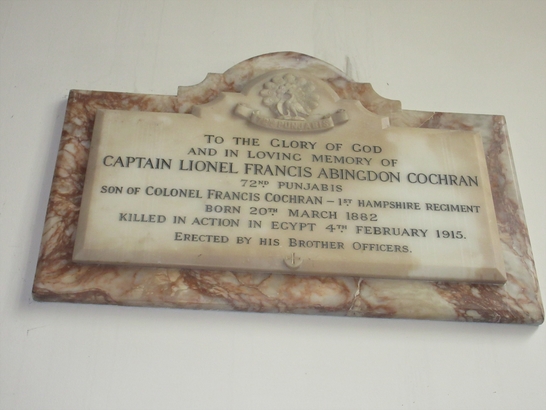 TO THE GLORY OF GOD
AND IN LOVING MEMORY OF
CAPTAIN LIONEL FRANCIS ABINGDON COCHRAN
72ND PUNJABIS
SON OF COLONEL FRANCIS COCHRAN – 1ST HAMPSHIRE REGIMENT
BORN 20TH MARCH 1882
KILLED IN ACTION IN EGYPT 4TH FEBRUARY 1915.
ERECTED BY HIS BROTHER OFFICERS.